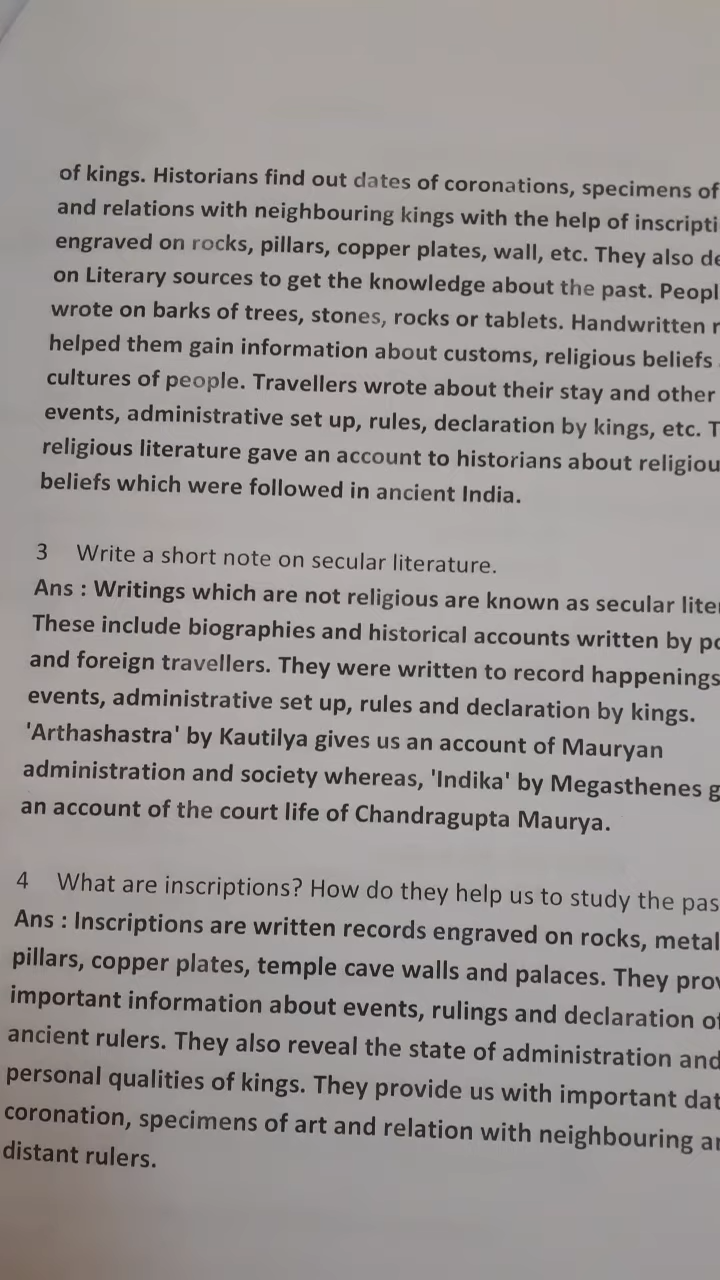 of kings. Historians find out dates of coronations, specimens of
and relations with neighbouring kings with the help of
engraved on rocks, pillars, copper plates, wall, etc. They also
on Literary sources to get the knowledge about the past.
wrote on barks of trees, stones, rocks or tablets. Handwritten
helped them gain information about customs, religious beliefs
cultures of people. Travellers wrote about their stay and other
events, administrative set up, rules, declaration by kings, etc.
religious literature gave an account to historians about
beliefs which were followed in ancient India.
3 Write a short note on secular literature.
Ans : Writings which are not religious are known as secular
These include biographies and historical accounts written by
and foreign travellers. They were written to record happenings
events, administrative set up, rules and declaration by kings.
'Arthashastra' by Kautilya gives us an account of Mauryan
administration and society whereas, 'Indika' by Megasthenes
an account of the court life of Chandragupta Maurya.
4 What are inscriptions? How do they help us to study the
Ans : Inscriptions are written records engraved on rocks, metal
pillars, copper plates, temple cave walls and palaces. They
important information about events, rulings and declaration
ancient rulers. They also reveal the state of administration and
personal qualities of kings. They provide us with important
coronation, specimens of art and relation with neighbouring
distant rulers.